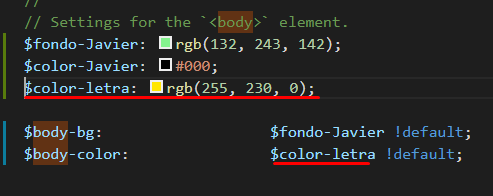 //
// Settings for the `<body>` element.
$fondo-Javier: rgb(132, 243, 142);
$color-Javier: #000;
$color-letra: rgb(255, 230, 0);
$body-bg: $fondo-Javier !default;
$body-color: $color-letra !default;